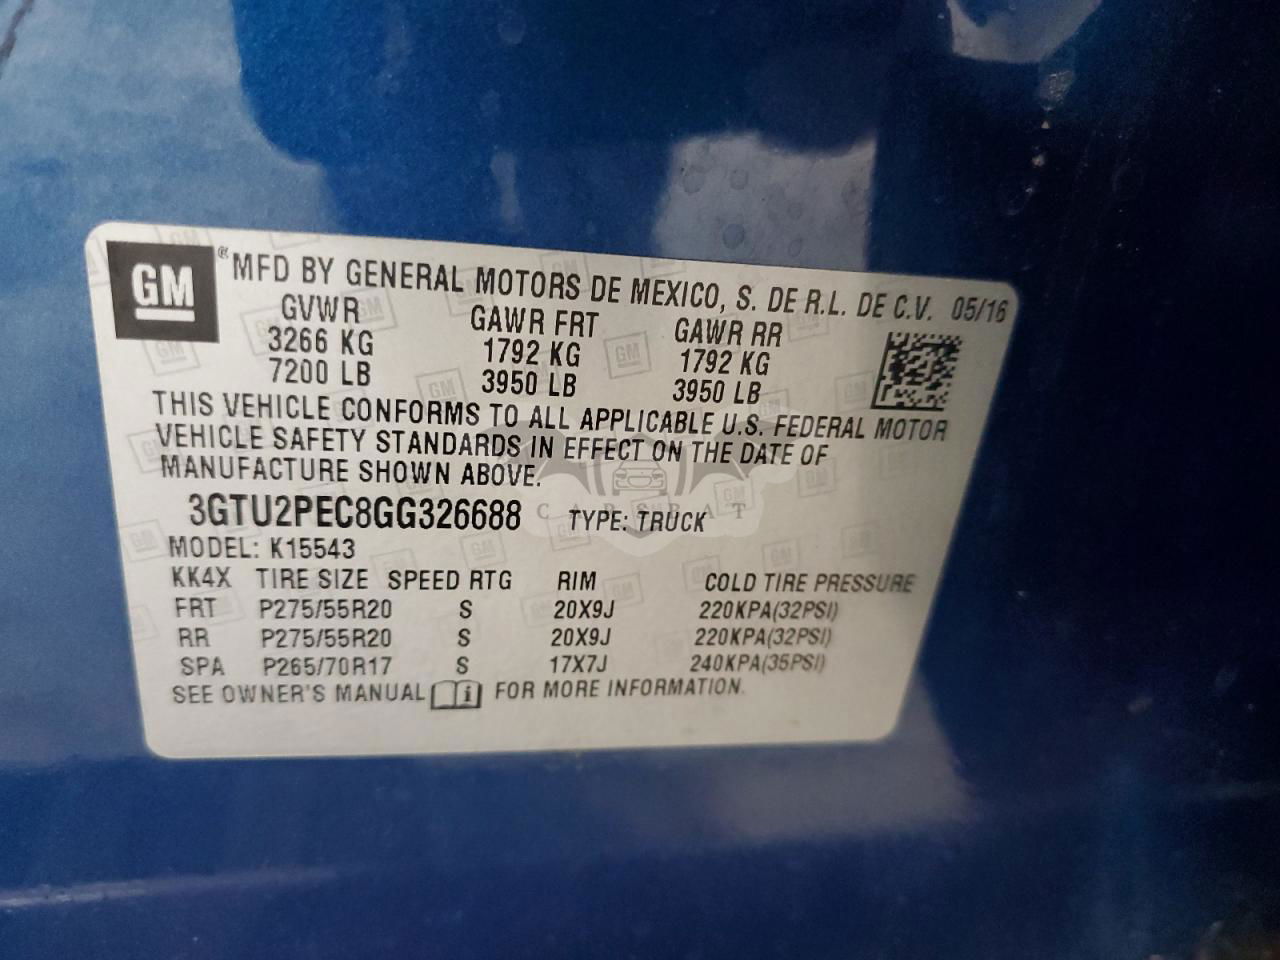 GM ® MFD BY GENERAL MOTORS DE MEXICO, S. DE R.L. DE C.V. 05/16
GVWR GAWR FRT GAWR RR
3266 KG 1792 KG 1792 KG
7200 LB 3950 LB 3950 LB
THIS VEHICLE CONFORMS TO ALL APPLICABLE U.S. FEDERAL MOTOR
VEHICLE SAFETY STANDARDS IN EFFECT ON THE DATE OF
MANUFACTURE SHOWN ABOVE.
3GTU2PEC8GG326688 TYPE: TRUCK
CARSBAT
MODEL: K15543
KK4X TIRE SIZE SPEED RTG RIM COLD TIRE PRESSURE
FRT P275/55R20 S 20X9J 220KPA(32PSI)
RR P275/55R20 S 20X9J 220KPA(32PSI)
SPA P265/70R17 S 17X7J 240KPA(35PSI)
SEE OWNER'S MANUAL i FOR MORE INFORMATION.